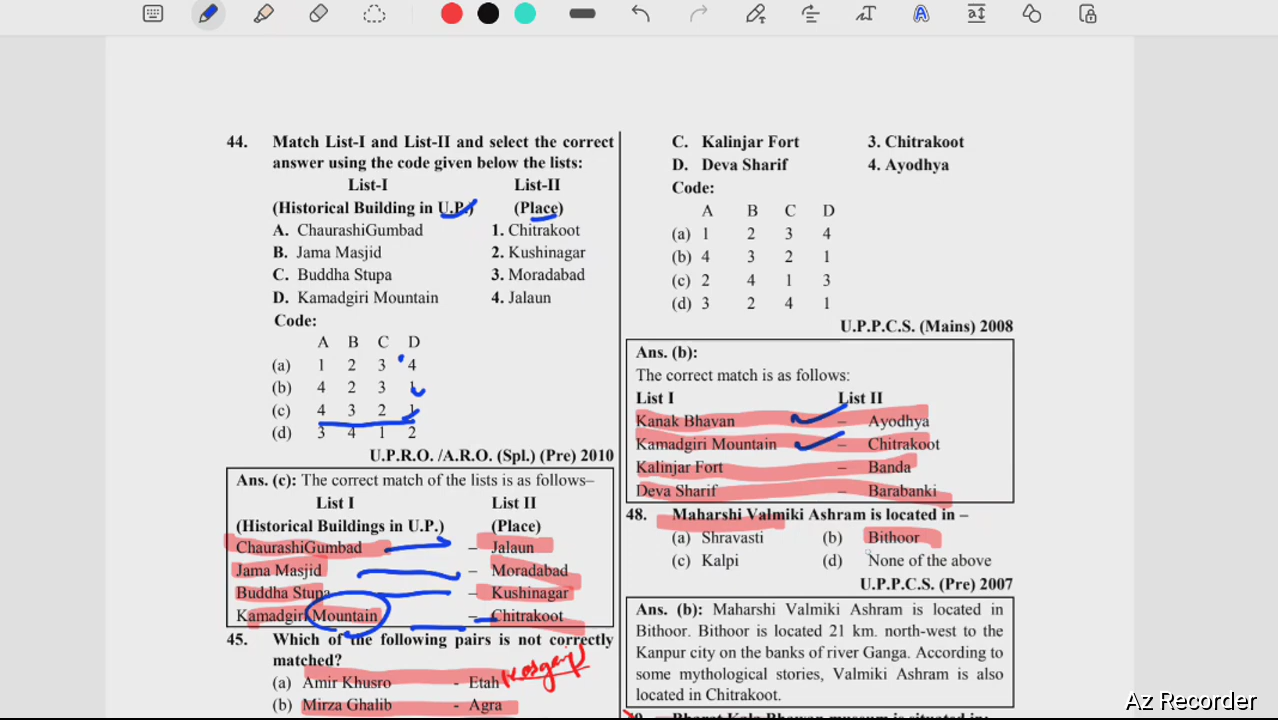 44. Match List-I and List-II and select the correct
answer using the code given below the lists:
List-I List-II
(Historical Building in U.P.) (Place)
A. ChaurashiGumbad 1. Chitrakoot
B. Jama Masjid 2. Kushinagar
C. Buddha Stupa 3. Moradabad
D. Kamadgiri Mountain 4. Jalaun
Code:
A B C D
(a) 1 2 3 4
(b) 4 2 3 1
(c) 4 3 2 1
(d) 3 4 1 2
U.P.R.O. /A.R.O. (Spl.) (Pre) 2010
Ans. (c): The correct match of the lists is as follows–
List I List II
(Historical Buildings in U.P.) (Place)
ChaurashiGumbad – Jalaun
Jama Masjid – Moradabad
Buddha Stupa – Kushinagar
Kamadgiri Mountain – Chitrakoot
45. Which of the following pairs is not correctly
matched?
(a) Amir Khusro - Etah
(b) Mirza Ghalib - Agra
C. Kalinjar Fort 3. Chitrakoot
D. Deva Sharif 4. Ayodhya
Code:
A B C D
(a) 1 2 3 4
(b) 4 3 2 1
(c) 2 4 1 3
(d) 3 2 4 1
U.P.P.C.S. (Mains) 2008
Ans. (b):
The correct match is as follows:
List I List II
Kanak Bhavan – Ayodhya
Kamadgiri Mountain – Chitrakoot
Kalinjar Fort – Banda
Deva Sharif – Barabanki
48. Maharshi Valmiki Ashram is located in –
(a) Shravasti (b) Bithoor
(c) Kalpi (d) None of the above
U.P.P.C.S. (Pre) 2007
Ans. (b): Maharshi Valmiki Ashram is located in
Bithoor. Bithoor is located 21 km. north-west to the
Kanpur city on the banks of river Ganga. According to
some mythological stories, Valmiki Ashram is also
located in Chitrakoot.
Bharat Kala Bhawan museum is situated in:
Az Recorder